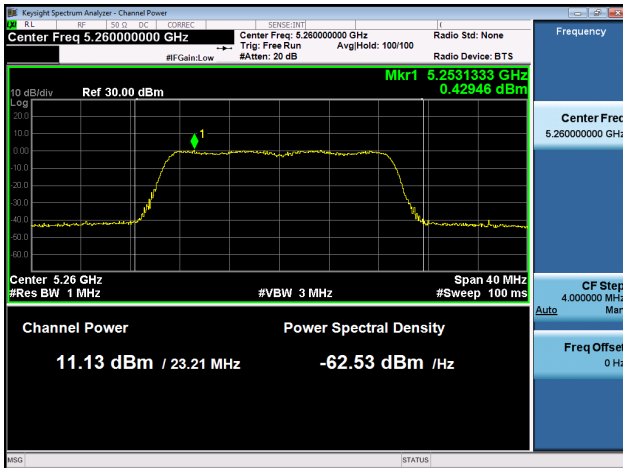 Keysight Spectrum Analyzer - Channel Power
RL RF 50 Ω DC CORREC SENSE:INT
Center Freq 5.260000000 GHz
Center Freq: 5.260000000 GHz
Radio Std: None
Trig: Free Run Avg|Hold: 100/100
#IFGain:Low
#Atten: 20 dB
Radio Device: BTS
Mkr1 5.2531333 GHz
0.42946 dBm
10 dB/div Ref 30.00 dBm
Log
20.0
10.0
1
0.00
-10.0
-20.0
-30.0
-40.0
-50.0
-60.0
Center 5.26 GHz Span 40 MHz
#Res BW 1 MHz #VBW 3 MHz #Sweep 100 ms
Channel Power Power Spectral Density
11.13 dBm / 23.21 MHz -62.53 dBm /Hz
MSG STATUS
Frequency
Center Freq
5.260000000 GHz
CF Step
4.000000 MHz
Auto Man
Freq Offset
0 Hz